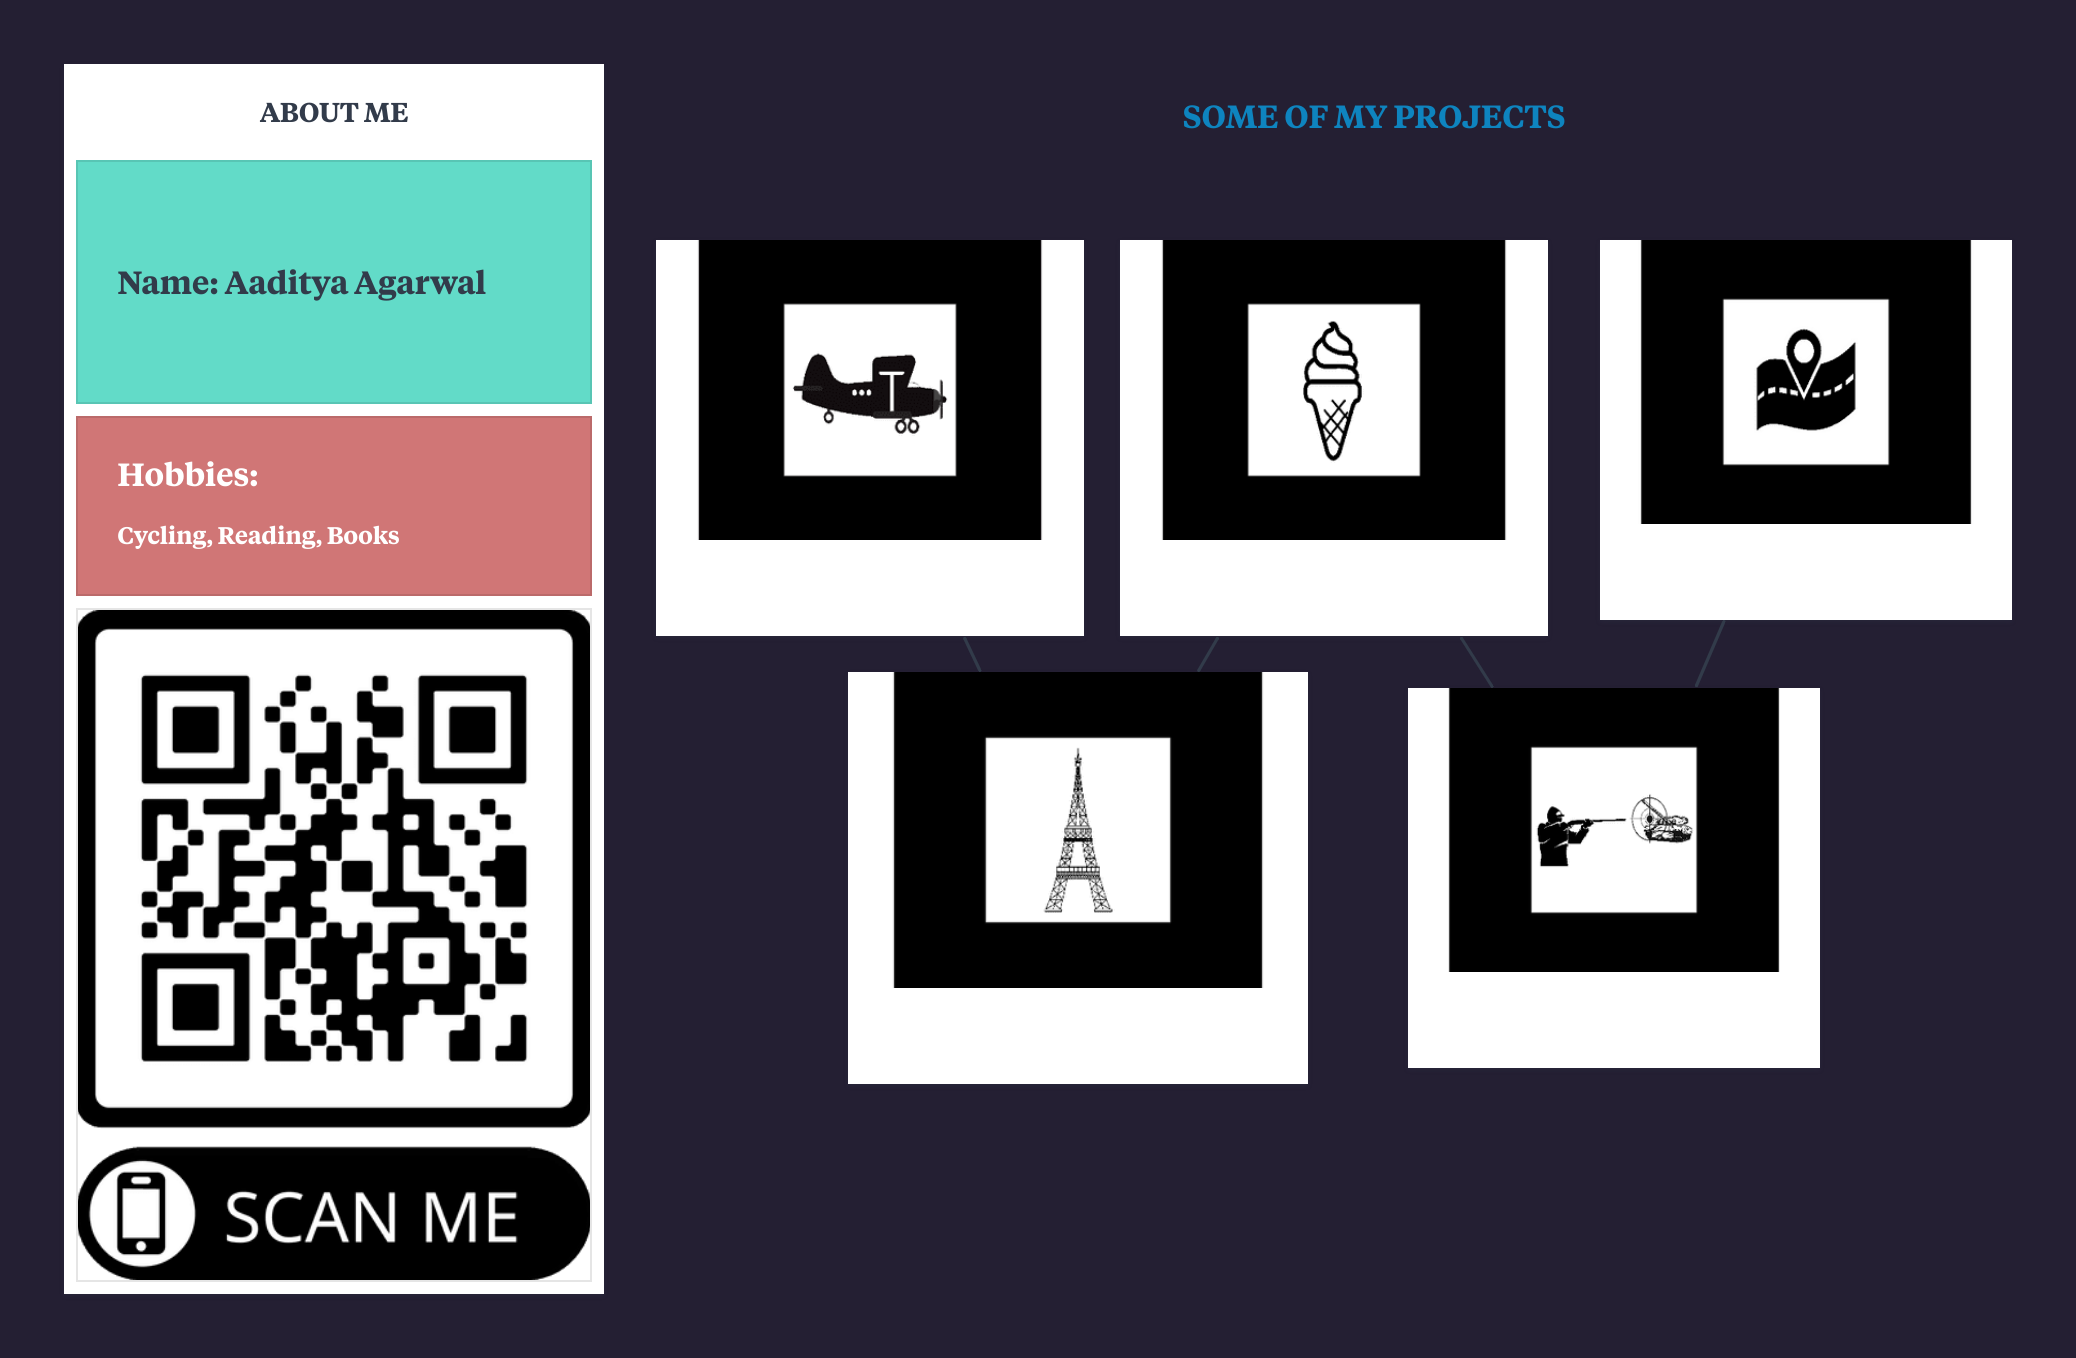 ABOUT ME
Name: Aaditya Agarwal
Hobbies:
Cycling, Reading, Books
SCAN ME
SOME OF MY PROJECTS